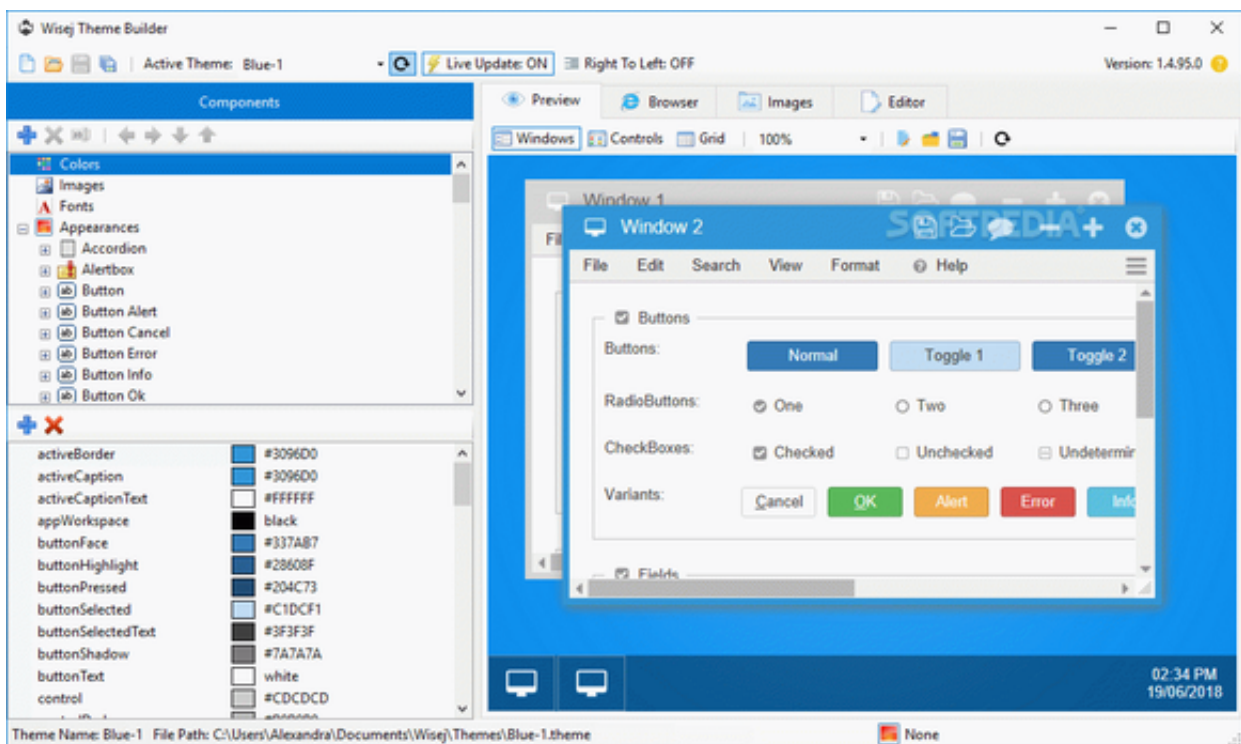 Wisej Theme Builder
Active Theme: Blue-1 Live Update: ON Right To Left: OFF Version: 1.4.95.0
Components
Preview Browser Images Editor
Windows Controls Grid 100%
Colors
Images
Fonts
Appearances
Accordion
Alertbox
Button
Button Alert
Button Cancel
Button Error
Button Info
Button Ok
activeBorder #3096D0
activeCaption #3096D0
activeCaptionText #FFFFFF
appWorkspace black
buttonFace #337AB7
buttonHighlight #28608F
buttonPressed #204C73
buttonSelected #C1DCF1
buttonSelectedText #3F3F3F
buttonShadow #7A7A7A
buttonText white
control #CDCDCD
Window 1
SOFTPEDIA
Window 2
File Edit Search View Format Help
Buttons
Buttons: Normal Toggle 1 Toggle 2
RadioButtons: One Two Three
CheckBoxes: Checked Unchecked Undetermin
Variants: Cancel OK Alert Error Info
Fields
02:34 PM
19/06/2018
Theme Name: Blue-1 File Path: C:\Users\Alexandra\Documents\Wisej\Themes\Blue-1.theme None